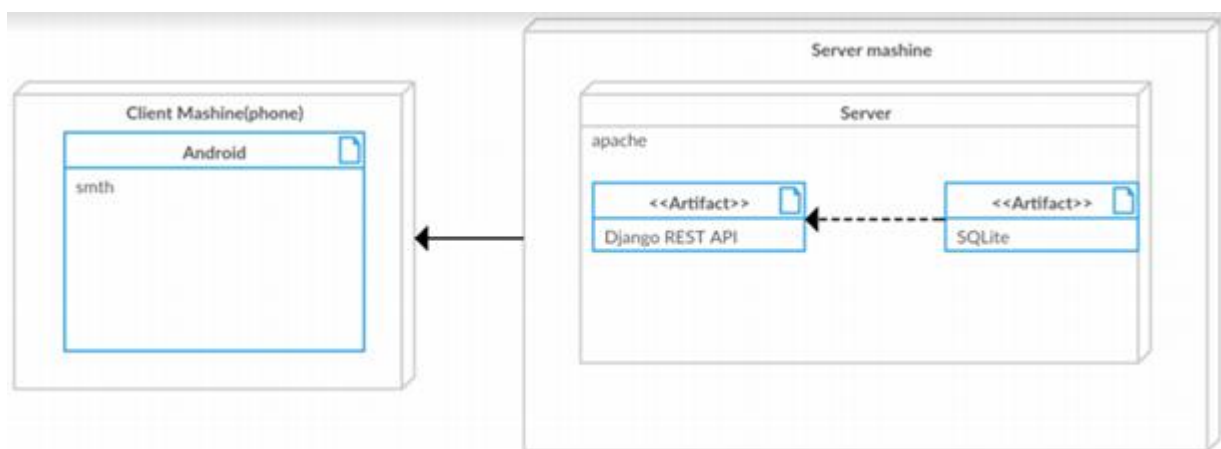 Server mashine
Client Mashine(phone)
Server
Android
apache
smth
<<Artifact>>
<<Artifact>>
Django REST API
SQLite